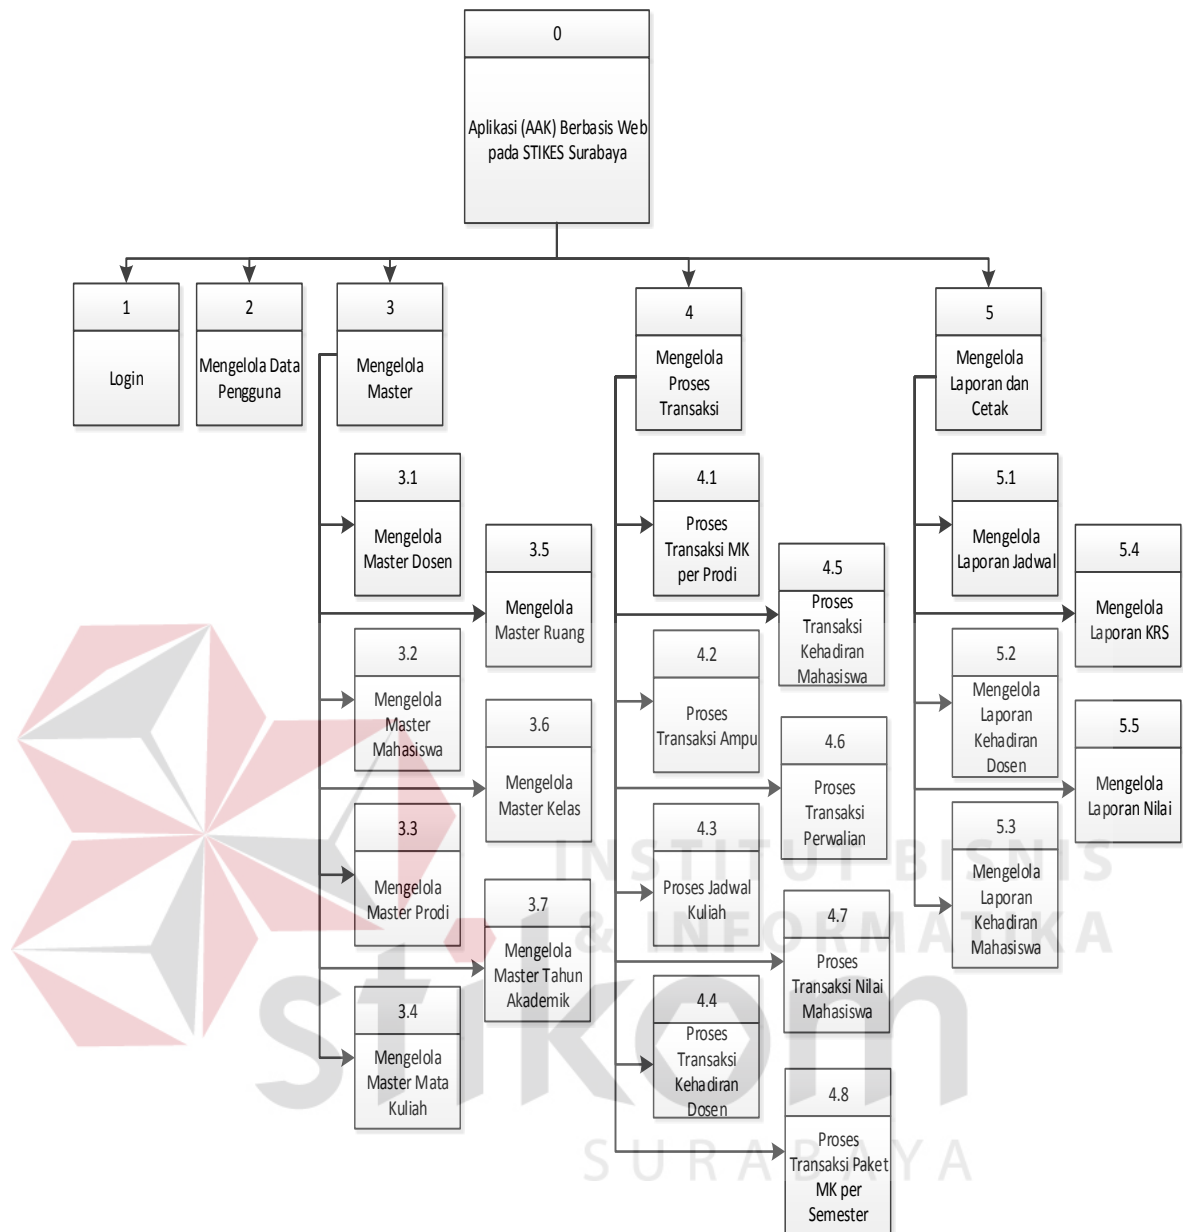 0
Aplikasi (AAK) Berbasis Web
pada STIKES Surabaya
1
Login
2
Mengelola Data
Pengguna
3
Mengelola
Master
4
Mengelola
Proses
Transaksi
5
Mengelola
Laporan dan
Cetak
3.1
Mengelola
Master Dosen
3.5
Mengelola
Master Ruang
3.2
Mengelola
Master
Mahasiswa
3.6
Mengelola
Master Kelas
3.3
Mengelola
Master Prodi
3.7
Mengelola
Master Tahun
Akademik
3.4
Mengelola
Master Mata
Kuliah
4.1
Proses
Transaksi MK
per Prodi
4.5
Proses
Transaksi
Kehadiran
Mahasiswa
4.2
Proses
Transaksi Ampu
4.6
Proses
Transaksi
Perwalian
4.3
Proses Jadwal
Kuliah
4.7
Proses
Transaksi Nilai
Mahasiswa
4.4
Proses
Transaksi
Kehadiran
Dosen
4.8
Proses
Transaksi Paket
MK per
Semester
5.1
Mengelola
Laporan Jadwal
5.4
Mengelola
Laporan KRS
5.2
Mengelola
Laporan
Kehadiran
Dosen
5.5
Mengelola
Laporan Nilai
5.3
Mengelola
Laporan
Kehadiran
Mahasiswa
INSTITUT BISNIS
& INFORMATIKA
stikom
SURABAYA